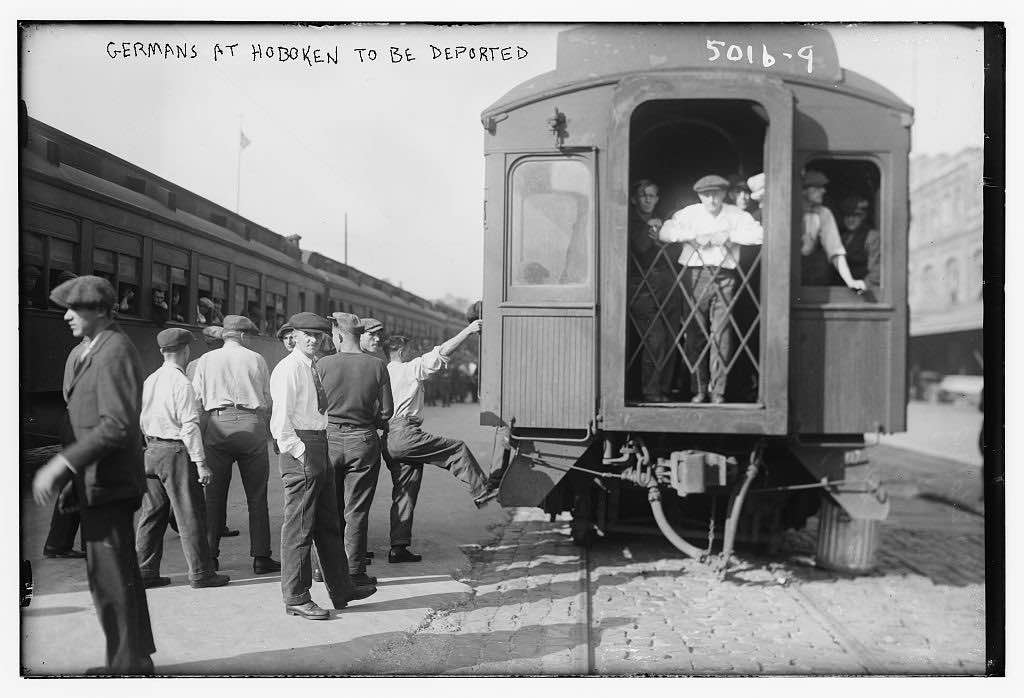 GERMANS AT HOBOKEN TO BE DEPORTED
5016-9